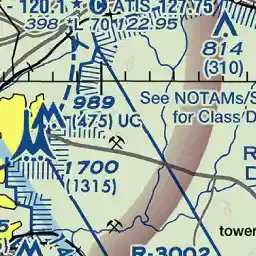 - 120.1 ★ C ATIS 127.75
398 L 70 122.95
814
(310)
989
(475) UC
See NOTAMs/S
for Class D
1700
(1315)
R
D
tower
R-3002